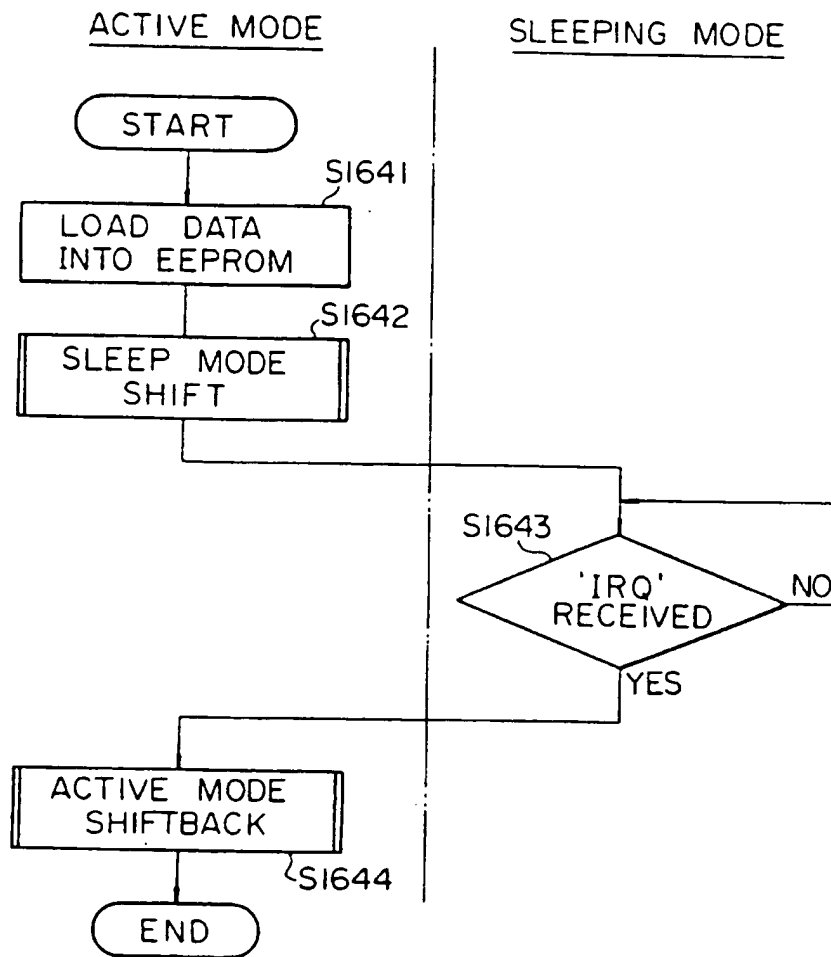 ACTIVE MODE
SLEEPING MODE
START
S1641
LOAD DATA
INTO EEPROM
S1642
SLEEP MODE
SHIFT
S1643
'IRQ'
RECEIVED
NO
YES
ACTIVE MODE
SHIFTBACK
S1644
END